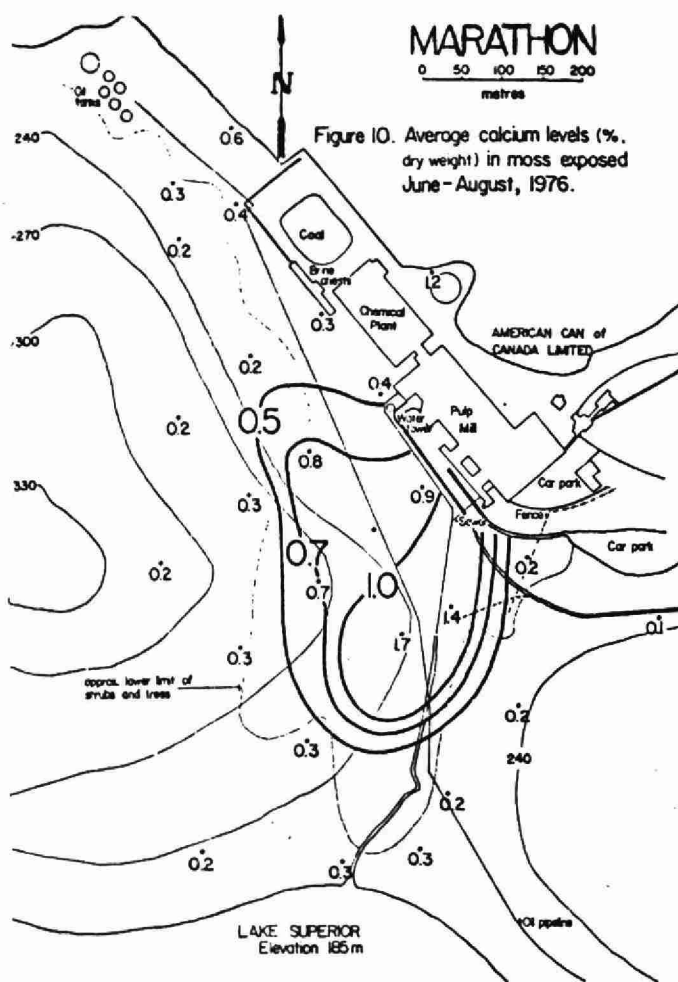 MARATHON
0 50 100 150 200
metres
N
Figure 10. Average calcium levels (%,
dry weight) in moss exposed
June-August, 1976.
Oil
tanks
240
0.6
0.3
0.4
270
0.2
Coal
Brine
1.2
0.3
Chemical
Plant
AMERICAN CAN of
CANADA LIMITED
300
0.2
0.4
0.5
Water
Tower
Pulp
Mill
0.2
0.8
0.9
Car park
330
0.3
Sewer
Fence
Car park
0.7
0.2
0.2
0.7
1.0
1.4
0.1
1.7
0.3
approx. lower limit of
shrubs and trees
0.2
0.3
240
0.2
0.2
0.3
0.3
Oil pipeline
LAKE SUPERIOR
Elevation 185m